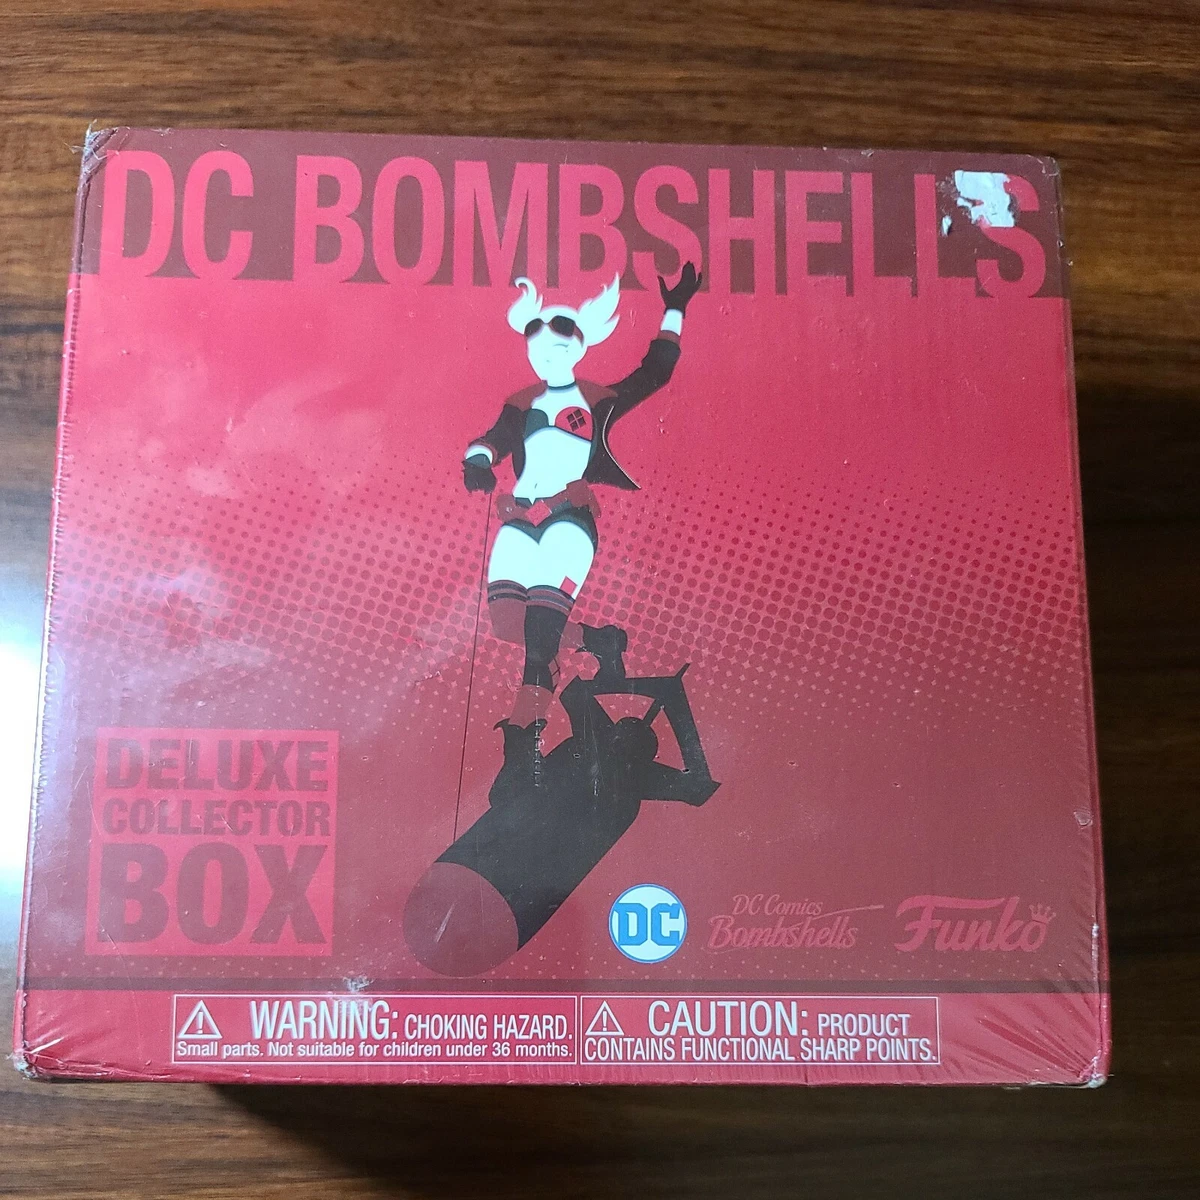 DC BOMBSHELLS
DELUXE
COLLECTOR
BOX
DC
DC Comics
Bombshells
Funko
WARNING: CHOKING HAZARD.
Small parts. Not suitable for children under 36 months.
CAUTION: PRODUCT
CONTAINS FUNCTIONAL SHARP POINTS.